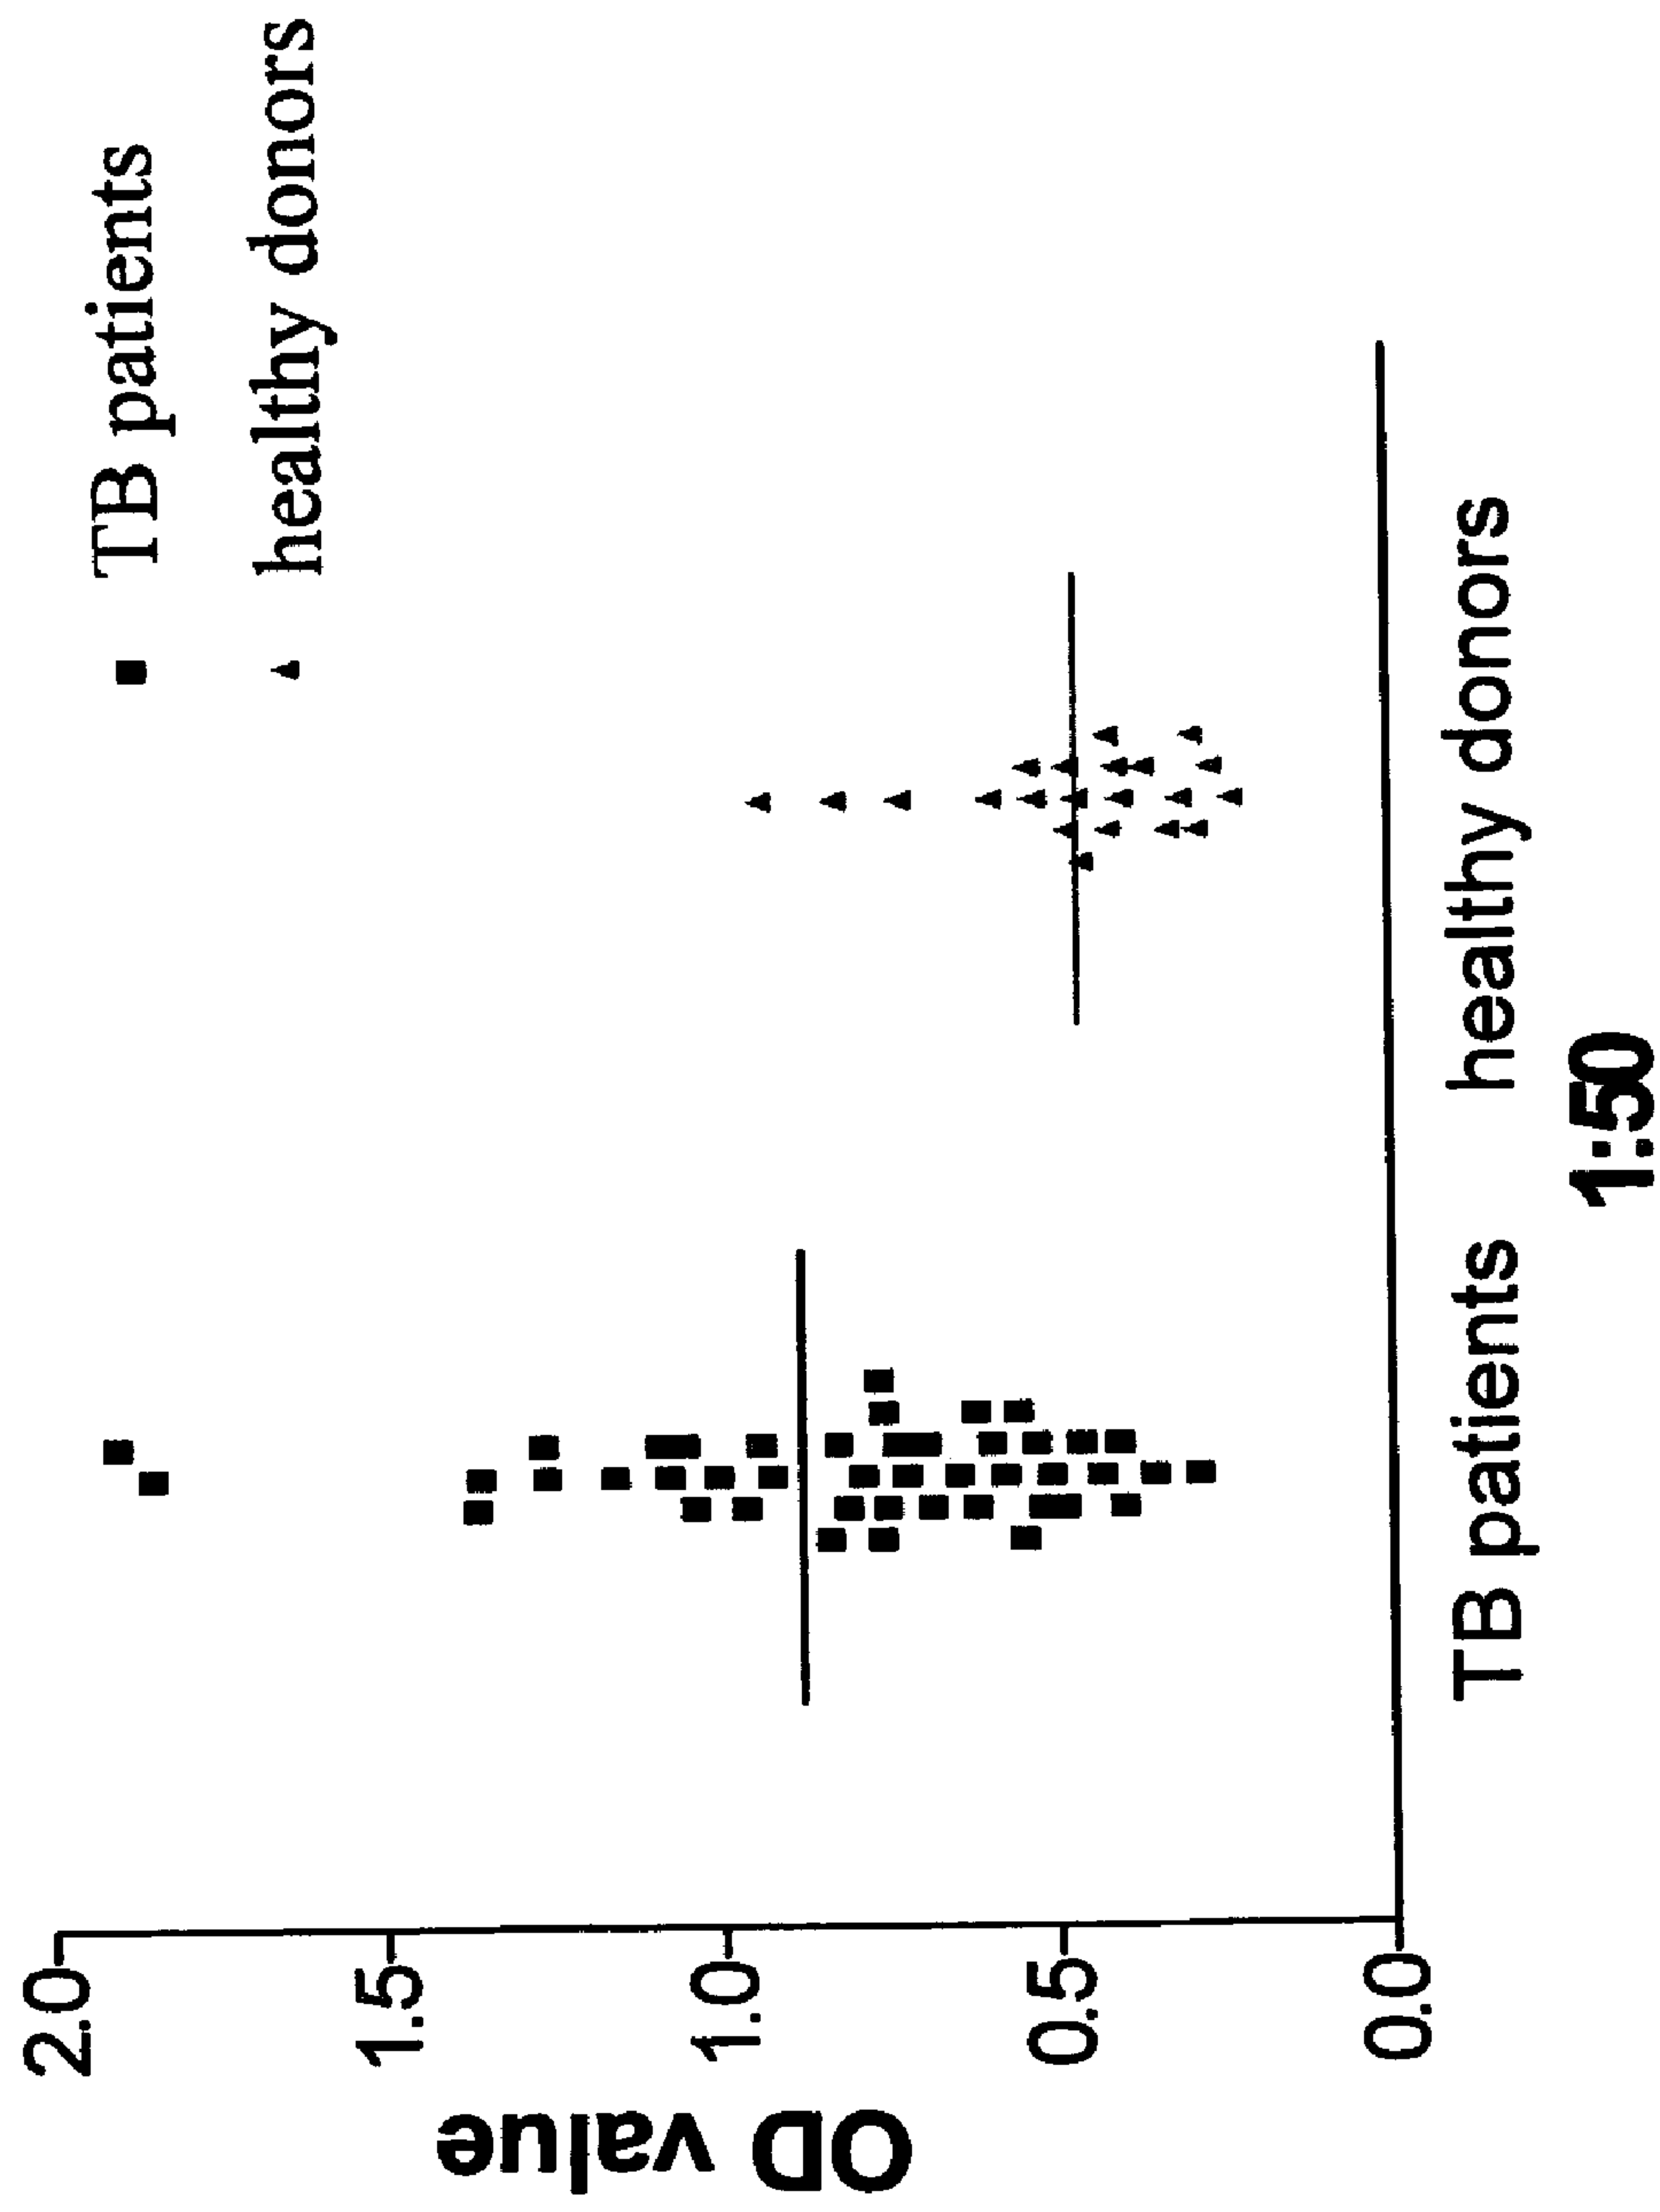 TB patients
healthy donors
OD value
2.0
1.5
1.0
0.5
0.0
TB patients healthy donors
1:50